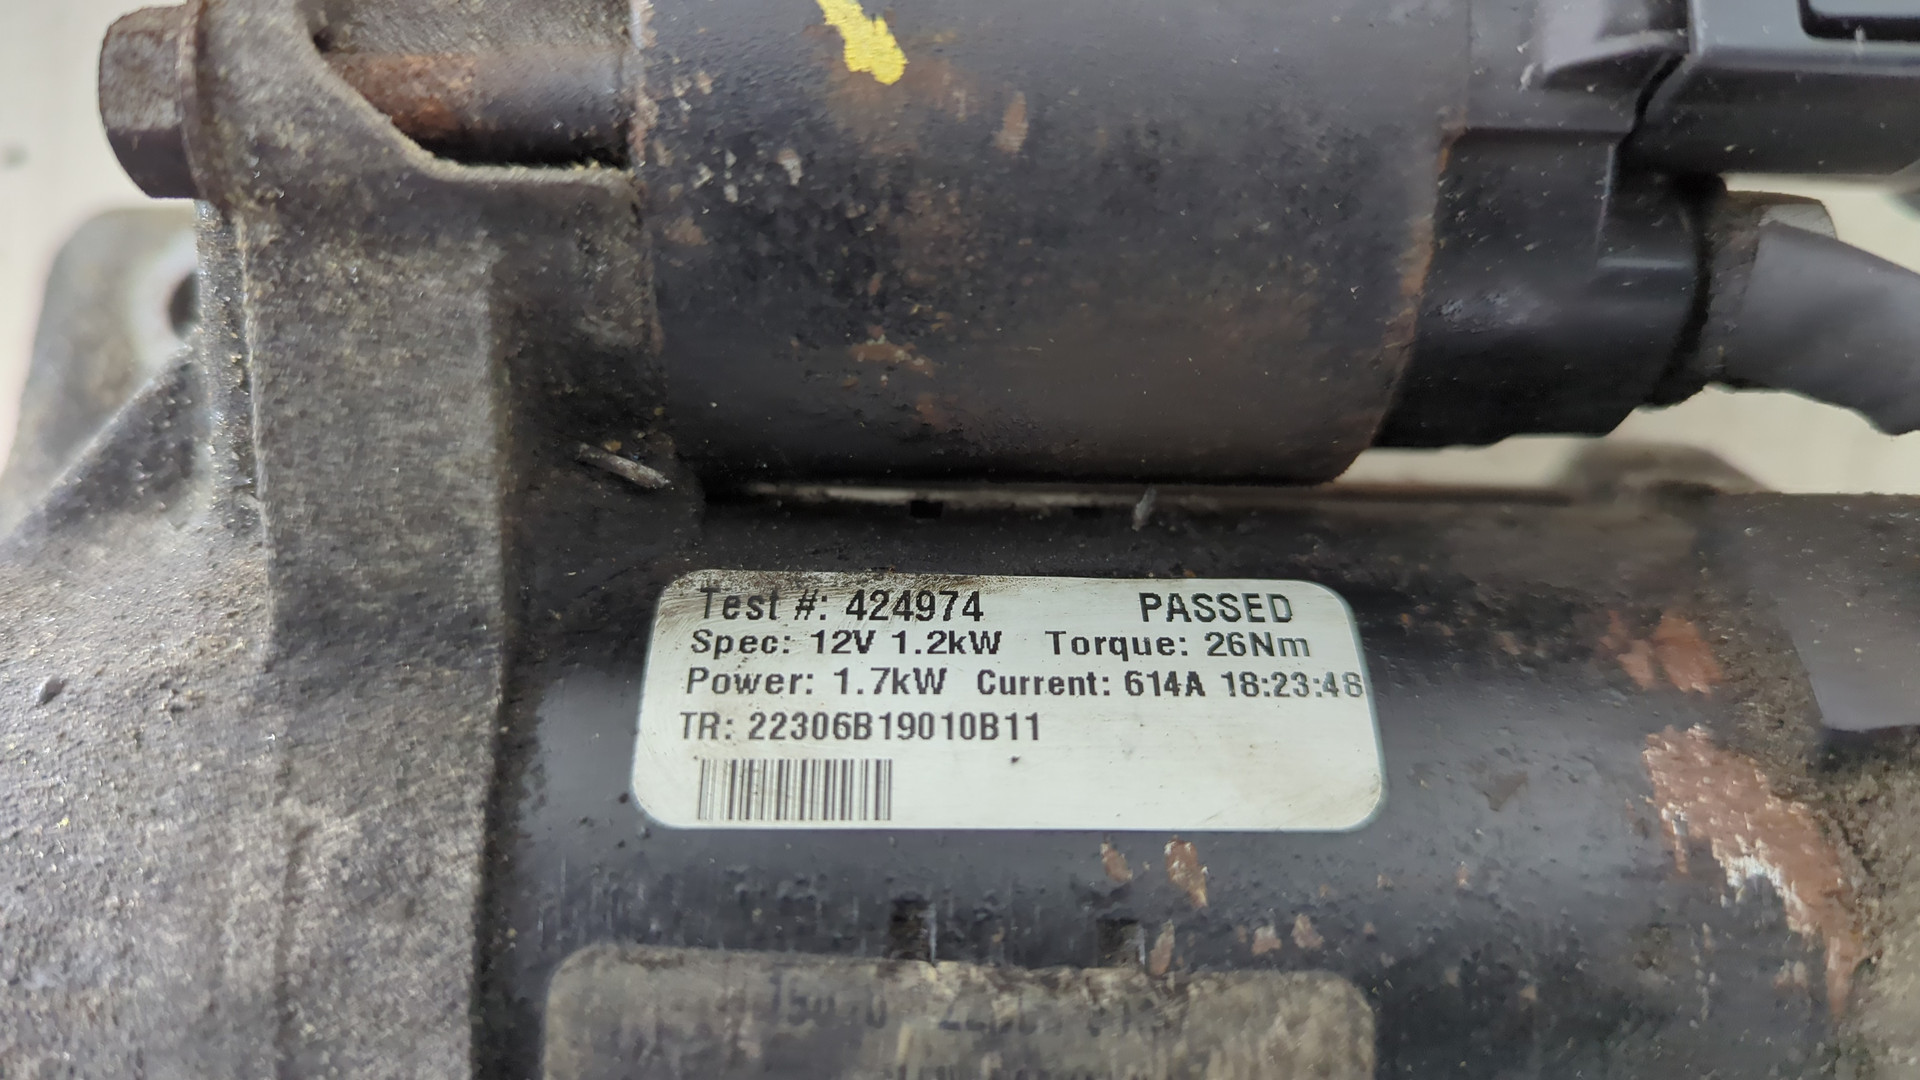 Test #: 424974 PASSED
Spec: 12V 1.2kW Torque: 26Nm
Power: 1.7kW Current: 614A 18:23:48
TR: 22306B19010B11